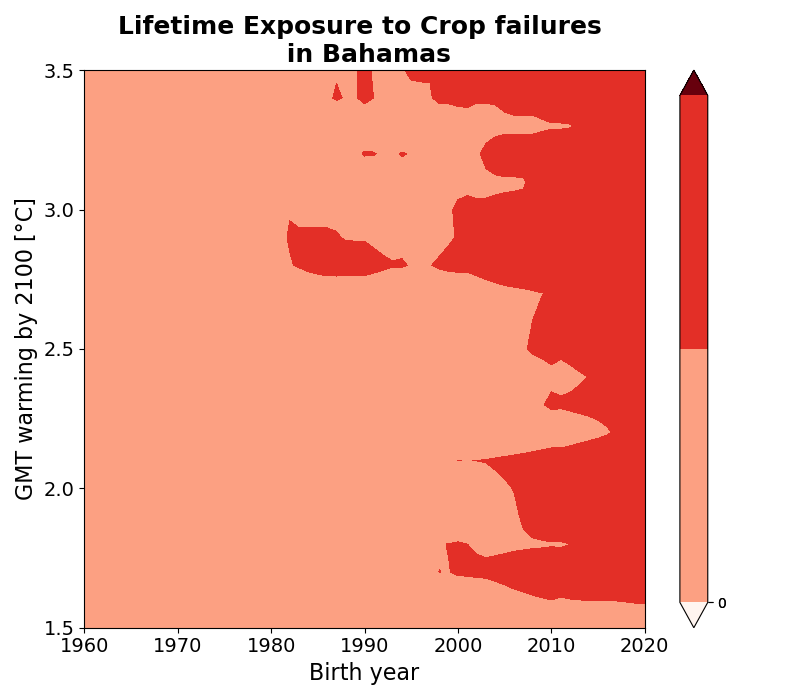 Lifetime Exposure to Crop failures
in Bahamas
3.5
3.0
2.5
2.0
1.5
GMT warming by 2100 [°C]
1960 1970 1980 1990 2000 2010 2020
Birth year
0